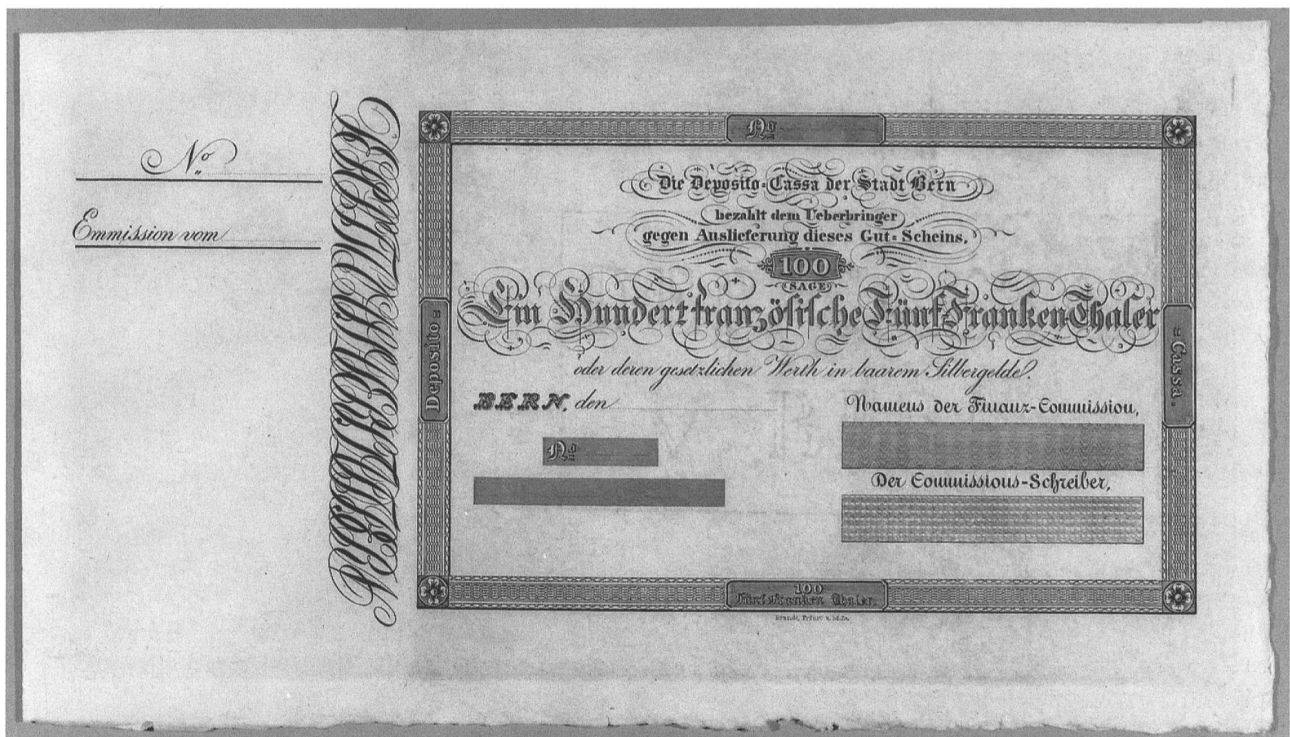 No
Emmission vom
No
Die Deposito-Cassa der Stadt Bern
bezahlt dem Ueberbringer
gegen Auslieferung dieses Gut-Scheins,
100
(SAGE)
Ein Hundert französische Fünf Franken Thaler
oder deren gesetzlichen Werth in baarem Silbergelde.
BERN, den
No
Namens der Finanz-Commission,
Der Commissions-Schreiber,
Deposito =
= Cassa.
100
Fünf Franken Thaler.